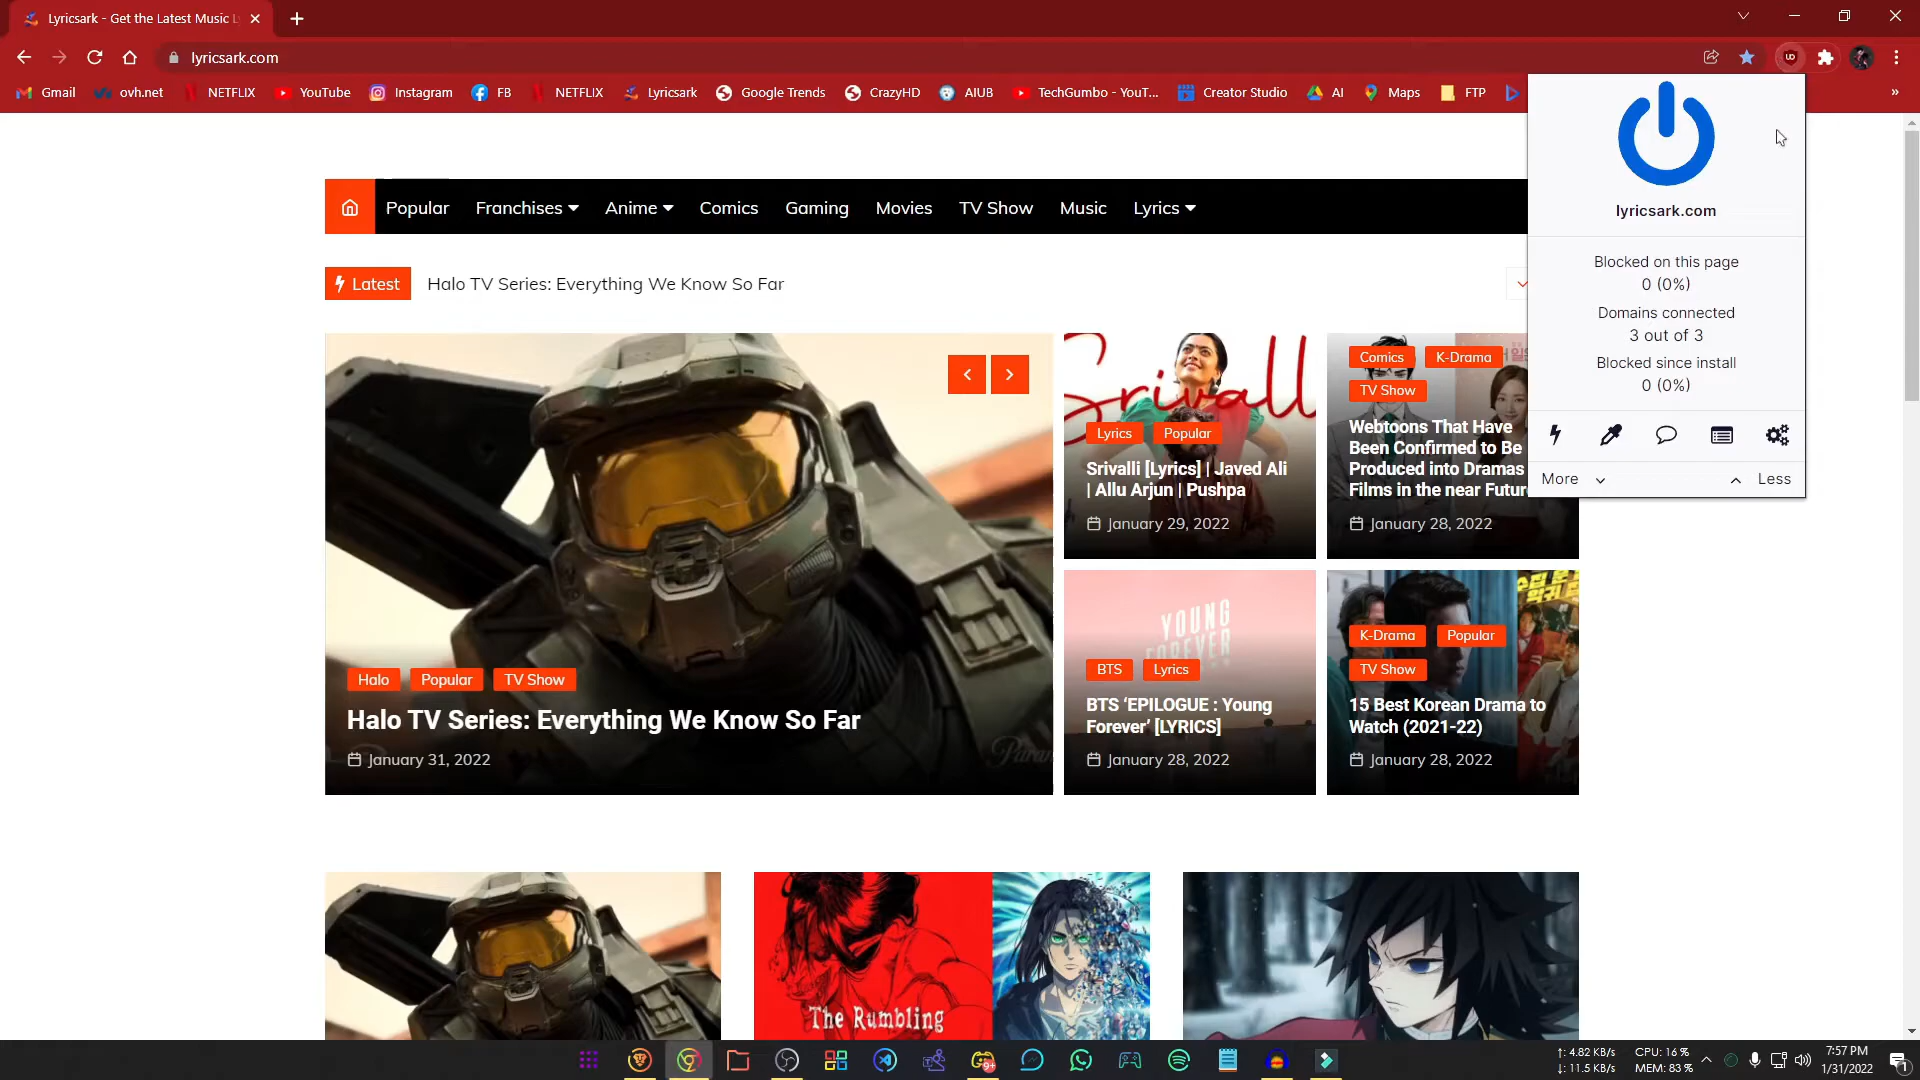 Lyricsark - Get the Latest Music L
lyricsark.com
Gmail
ovh.net
NETFLIX
YouTube
Instagram
FB
NETFLIX
Lyricsark
Google Trends
CrazyHD
AIUB
TechGumbo - YouT...
Creator Studio
AI
Maps
FTP
»
lyricsark.com
Blocked on this page
0 (0%)
Domains connected
3 out of 3
Blocked since install
0 (0%)
More
Less
Popular
Franchises
Anime
Comics
Gaming
Movies
TV Show
Music
Lyrics
Latest
Halo TV Series: Everything We Know So Far
Halo
Popular
TV Show
Halo TV Series: Everything We Know So Far
January 31, 2022
Srivalli
Lyrics
Popular
Srivalli [Lyrics] | Javed Ali
| Allu Arjun | Pushpa
January 29, 2022
Comics
K-Drama
TV Show
Webtoons That Have
Been Confirmed to Be
Produced into Dramas
Films in the near Futur
January 28, 2022
YOUNG
FOREVER
BTS
Lyrics
BTS ‘EPILOGUE : Young
Forever’ [LYRICS]
January 28, 2022
K-Drama
Popular
TV Show
15 Best Korean Drama to
Watch (2021-22)
January 28, 2022
The Rumbling
9+
↑: 4.82 KB/s
↓: 11.5 KB/s
CPU: 16 %
MEM: 83 %
7:57 PM
1/31/2022
1